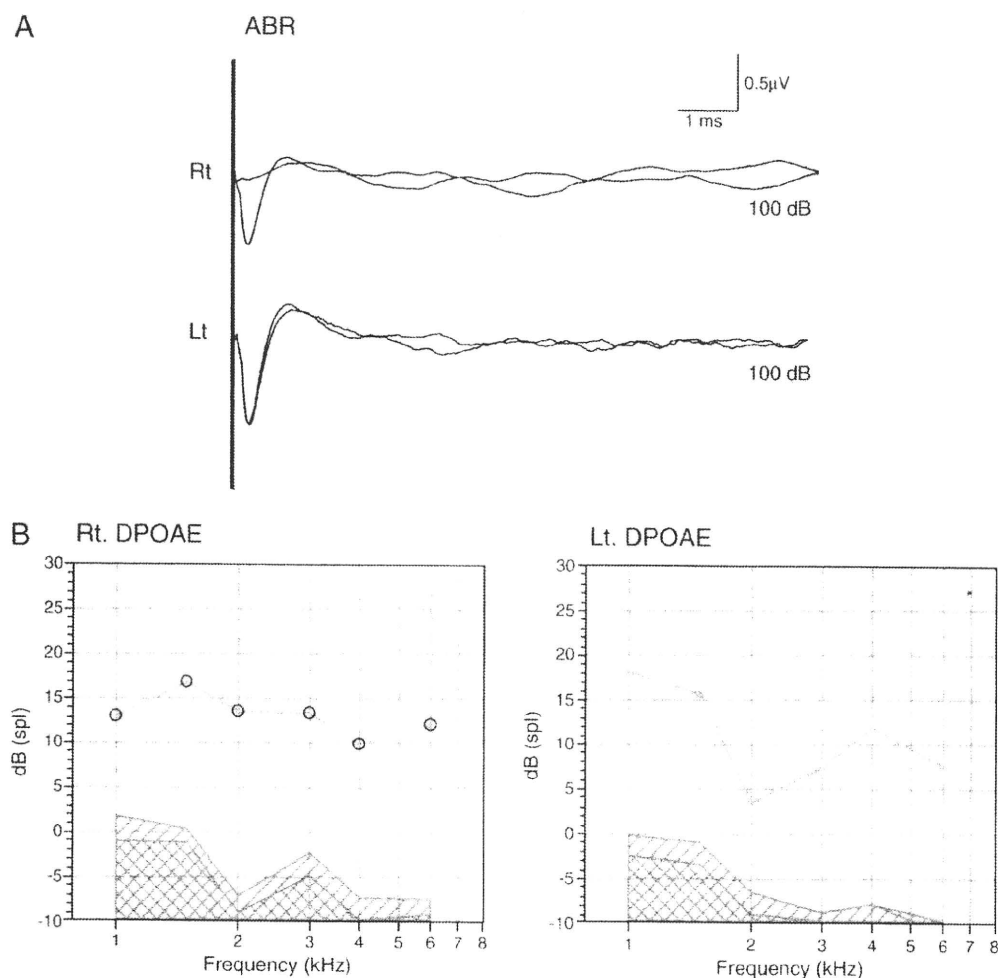 A
ABR
0.5µV
1 ms
Rt
100 dB
Lt
100 dB
B
Rt. DPOAE
30
25
20
15
10
5
0
-5
-10
dB (spl)
1 2 3 4 5 6 7 8
Frequency (kHz)
Lt. DPOAE
30
25
20
15
10
5
0
-5
-10
dB (spl)
1 2 3 4 5 6 7 8
Frequency (kHz)